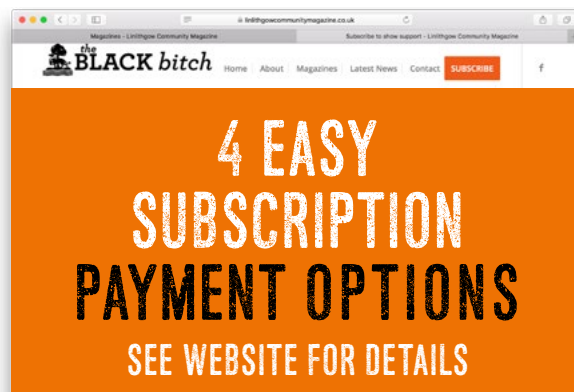 linlithgowcommunitymagazine.co.uk
Magazines - Linlithgow Community Magazine
Subscribe to show support - Linlithgow Community Magazine
the
BLACK bitch
Home About Magazines Latest News Contact SUBSCRIBE f
4 EASY
SUBSCRIPTION
PAYMENT OPTIONS
SEE WEBSITE FOR DETAILS